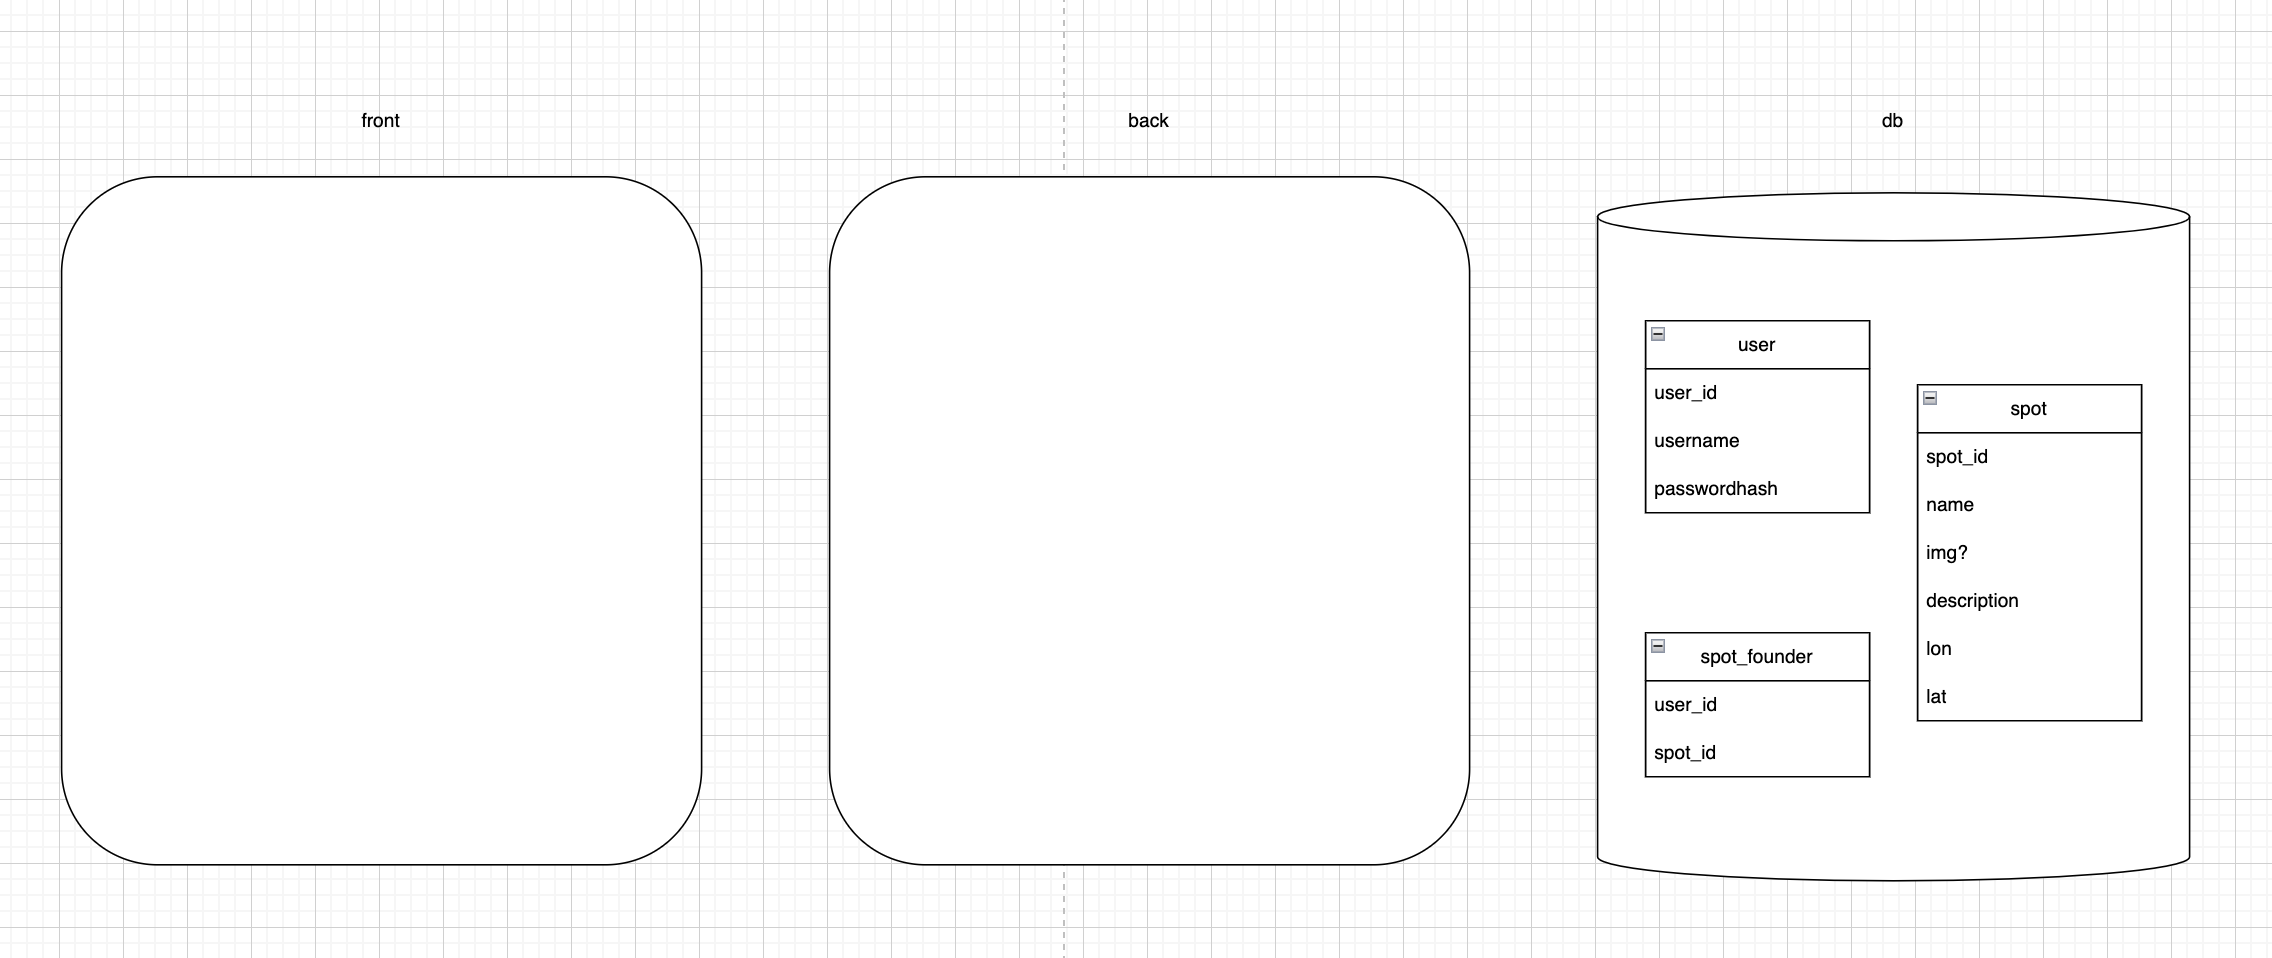 front
back
db
user
user_id
username
passwordhash
spot
spot_id
name
img?
description
lon
lat
spot_founder
user_id
spot_id